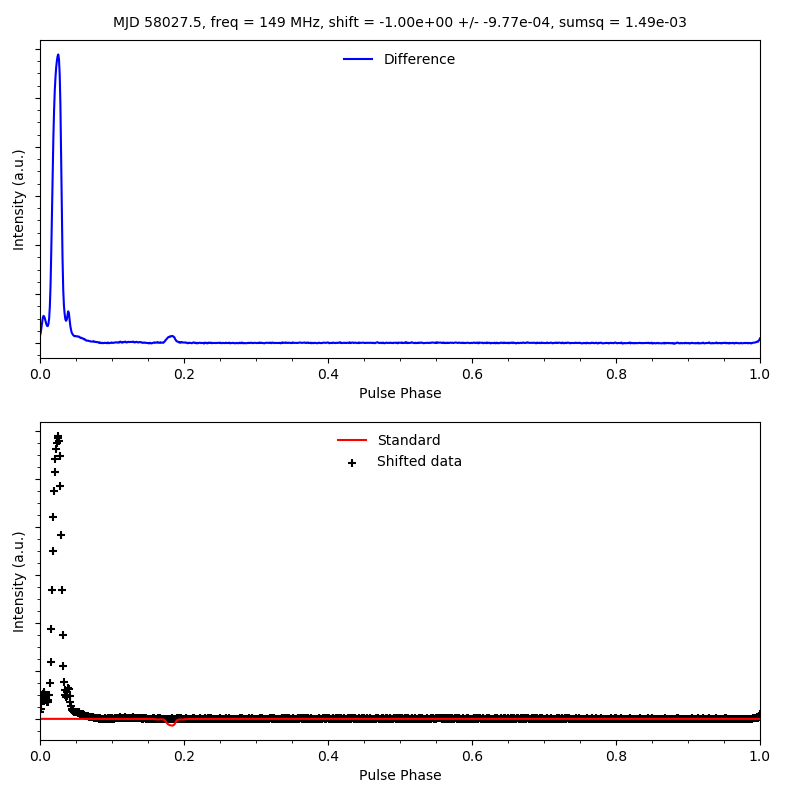 MJD 58027.5, freq = 149 MHz, shift = -1.00e+00 +/- -9.77e-04, sumsq = 1.49e-03
Difference
Intensity (a.u.)
0.0 0.2 0.4 0.6 0.8 1.0
Pulse Phase
Standard
Shifted data
Intensity (a.u.)
0.0 0.2 0.4 0.6 0.8 1.0
Pulse Phase